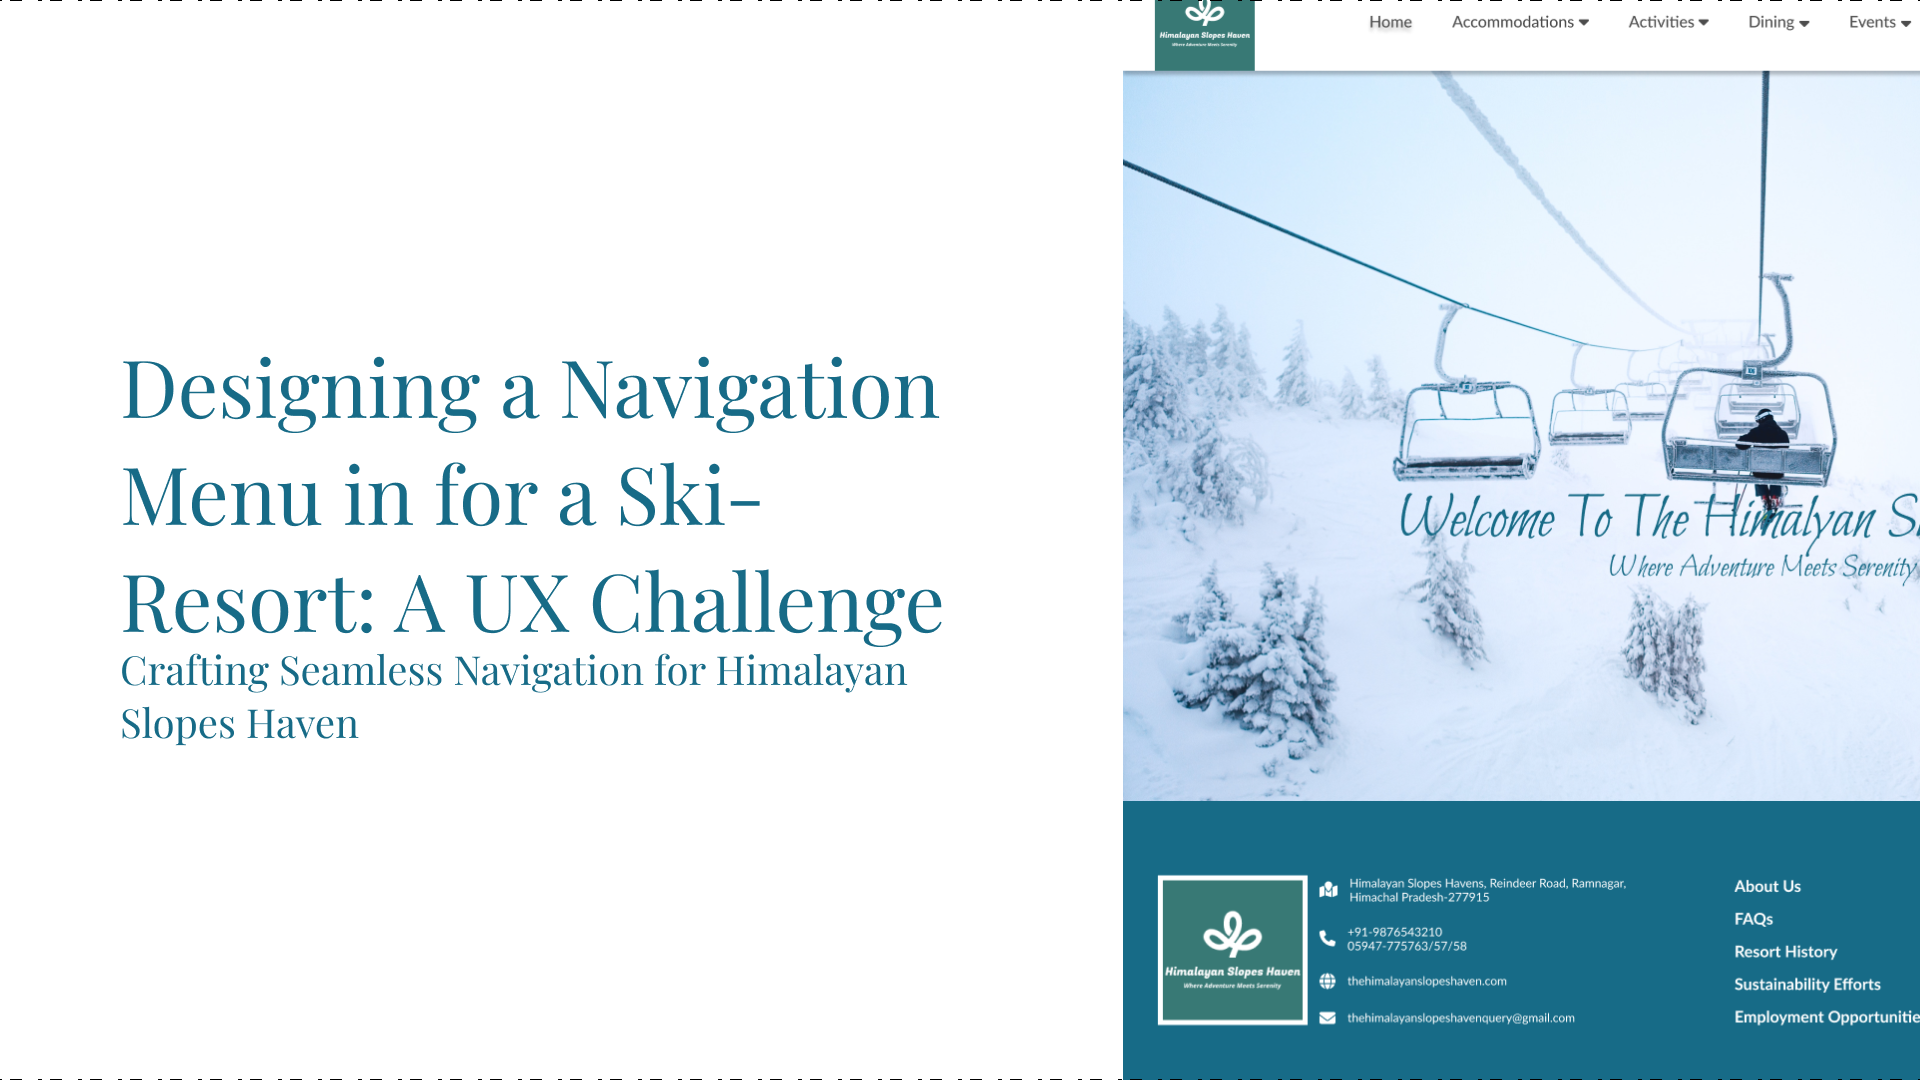 Designing a Navigation
Menu in for a Ski-
Resort: A UX Challenge
Crafting Seamless Navigation for Himalayan
Slopes Haven
Himalayan Slopes Haven
Where Adventure Meets Serenity
Home Accommodations Activities Dining Events
Welcome To The Himalyan S
Where Adventure Meets Serenity
Himalayan Slopes Haven
Where Adventure Meets Serenity
Himalayan Slopes Havens, Reindeer Road, Ramnagar,
Himachal Pradesh-277915
+91-9876543210
05947-775763/57/58
thehimalayanslopeshaven.com
thehimalayanslopeshavenquery@gmail.com
About Us
FAQs
Resort History
Sustainability Efforts
Employment Opportunitie